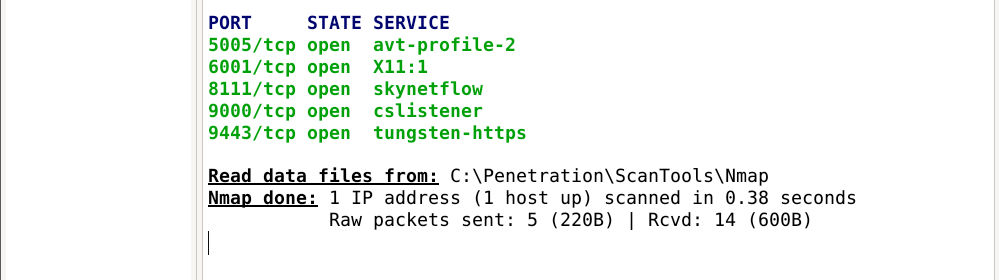 PORT     STATE SERVICE
5005/tcp open  avt-profile-2
6001/tcp open  X11:1
8111/tcp open  skynetflow
9000/tcp open  cslistener
9443/tcp open  tungsten-https
Read data files from: C:\Penetration\ScanTools\Nmap
Nmap done: 1 IP address (1 host up) scanned in 0.38 seconds
Raw packets sent: 5 (220B) | Rcvd: 14 (600B)